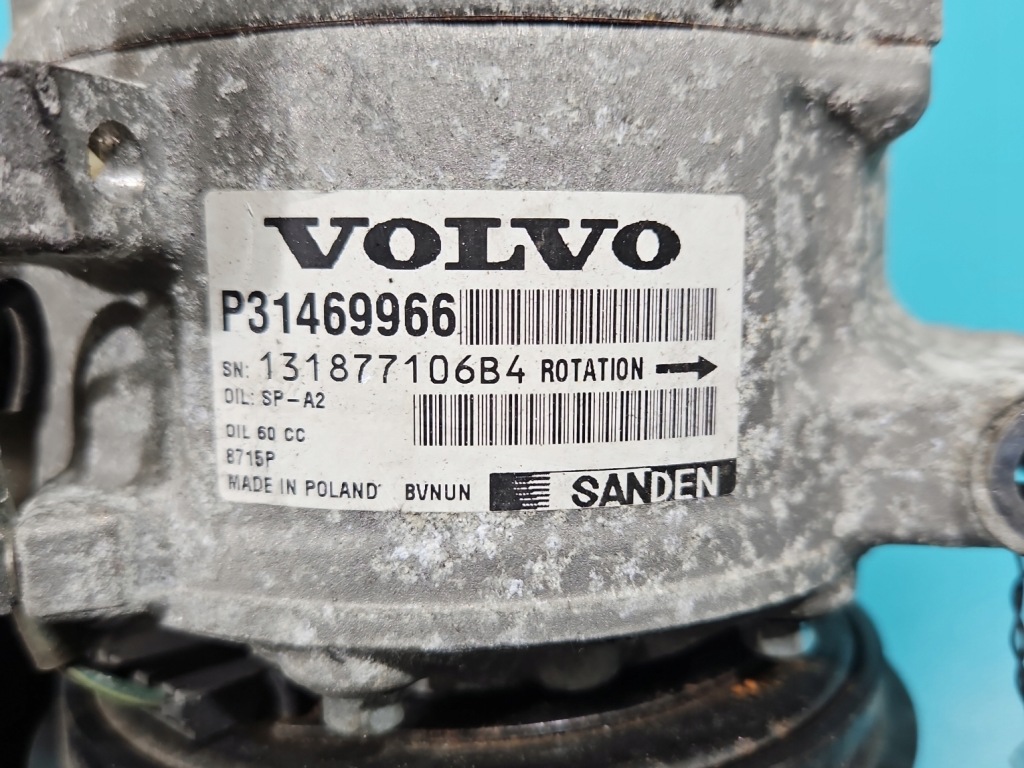 VOLVO
P31469966
SN: 131877106B4 ROTATION
OIL: SP-A2
OIL 60 CC
8715P
MADE IN POLAND BVNUN SANDEN